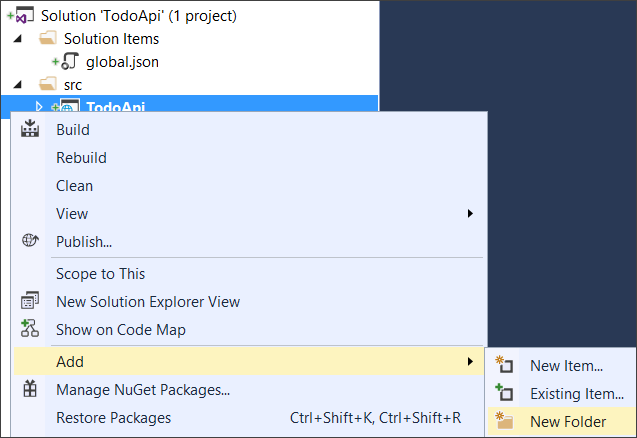 Solution 'TodoApi' (1 project)
Solution Items
global.json
src
TodoApi
Build
Rebuild
Clean
View
Publish...
Scope to This
New Solution Explorer View
Show on Code Map
Add
New Item...
Manage NuGet Packages...
Existing Item...
Restore Packages Ctrl+Shift+K, Ctrl+Shift+R
New Folder